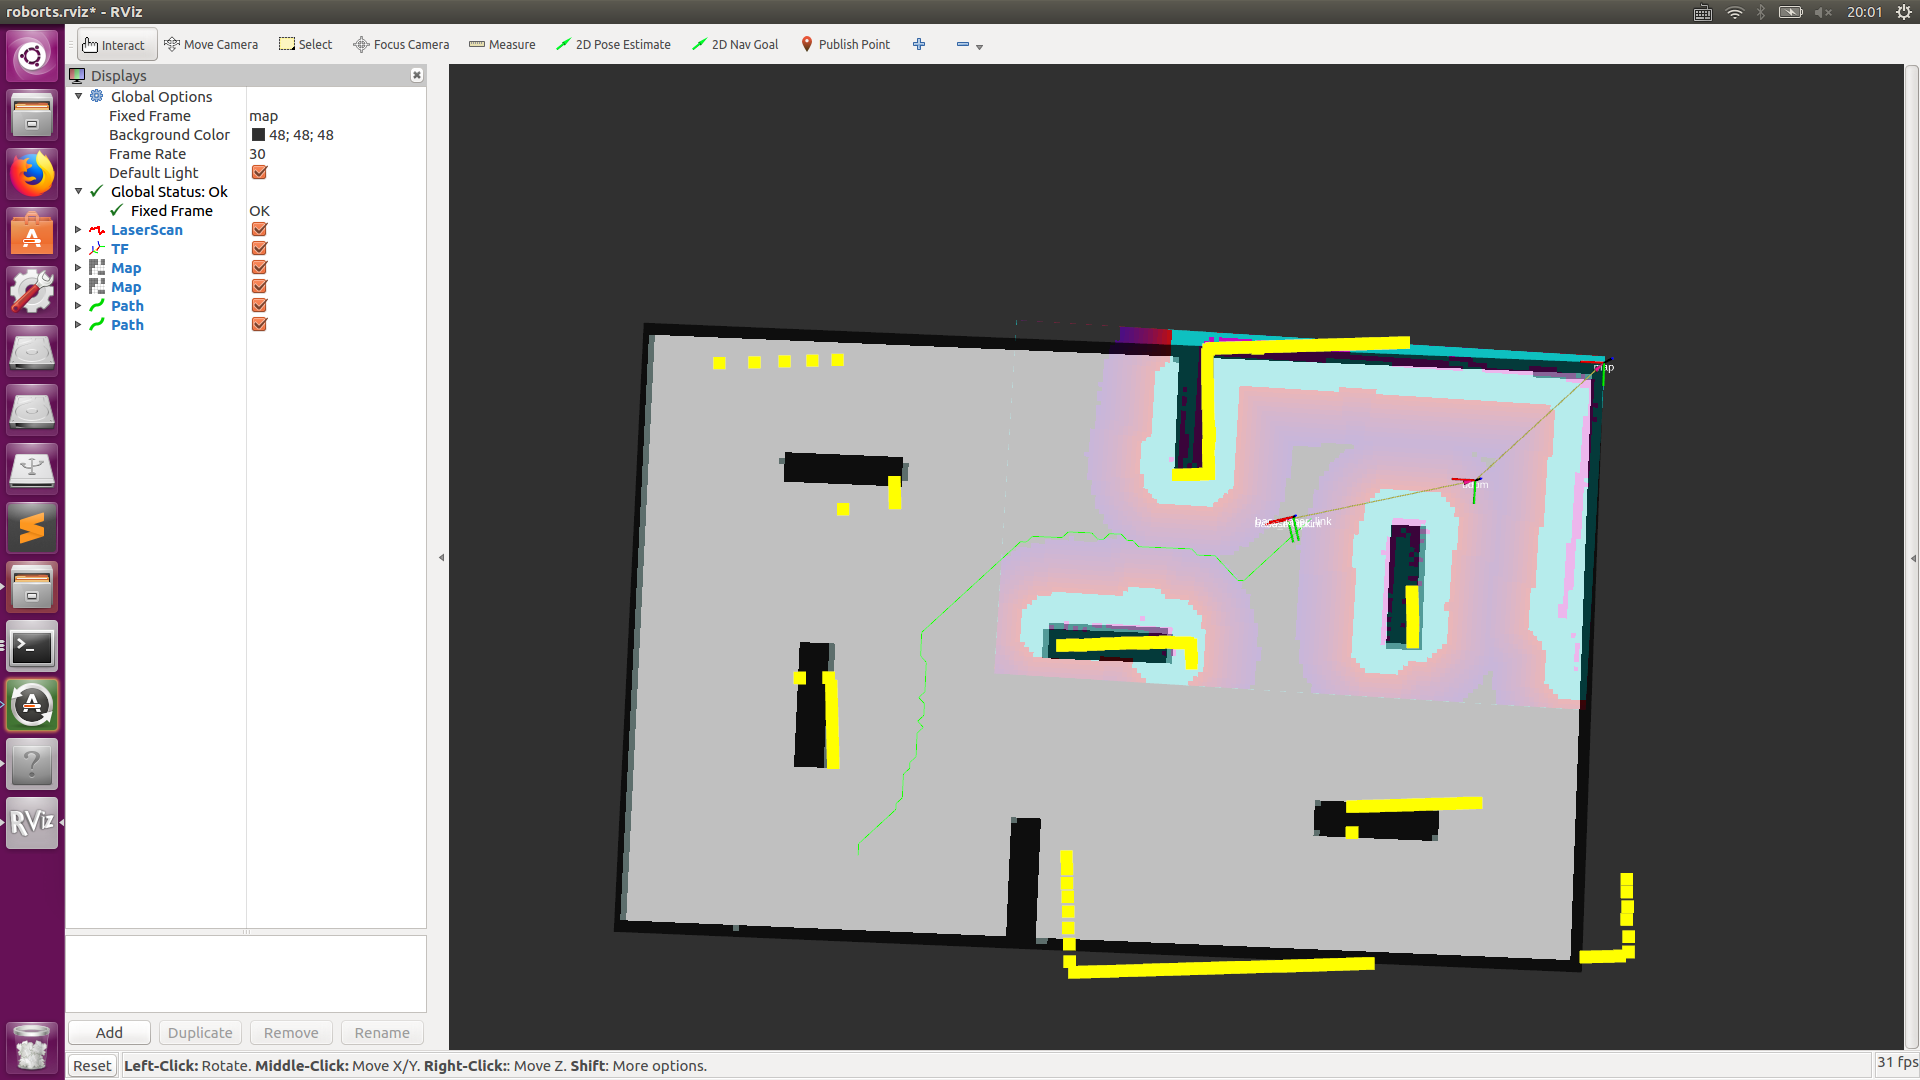 roborts.rviz* - RViz
20:01
Interact
Move Camera
Select
Focus Camera
Measure
2D Pose Estimate
2D Nav Goal
Publish Point
Displays
Global Options
Fixed Frame map
Background Color 48; 48; 48
Frame Rate 30
Default Light
Global Status: Ok
Fixed Frame OK
LaserScan
TF
Map
Map
Path
Path
map
odom
RViz
Add
Duplicate
Remove
Rename
Reset
Left-Click: Rotate. Middle-Click: Move X/Y. Right-Click:: Move Z. Shift: More options.
31 fps